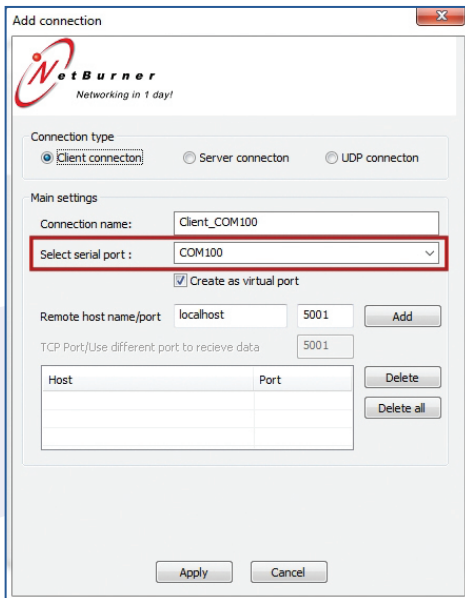 Add connection
NetBurner
Networking in 1 day!
Connection type
Client connecton
Server connecton
UDP connecton
Main settings
Connection name:
Client_COM100
Select serial port :
COM100
Create as virtual port
Remote host name/port
localhost
5001
Add
TCP Port/Use different port to recieve data
5001
Host
Port
Delete
Delete all
Apply
Cancel